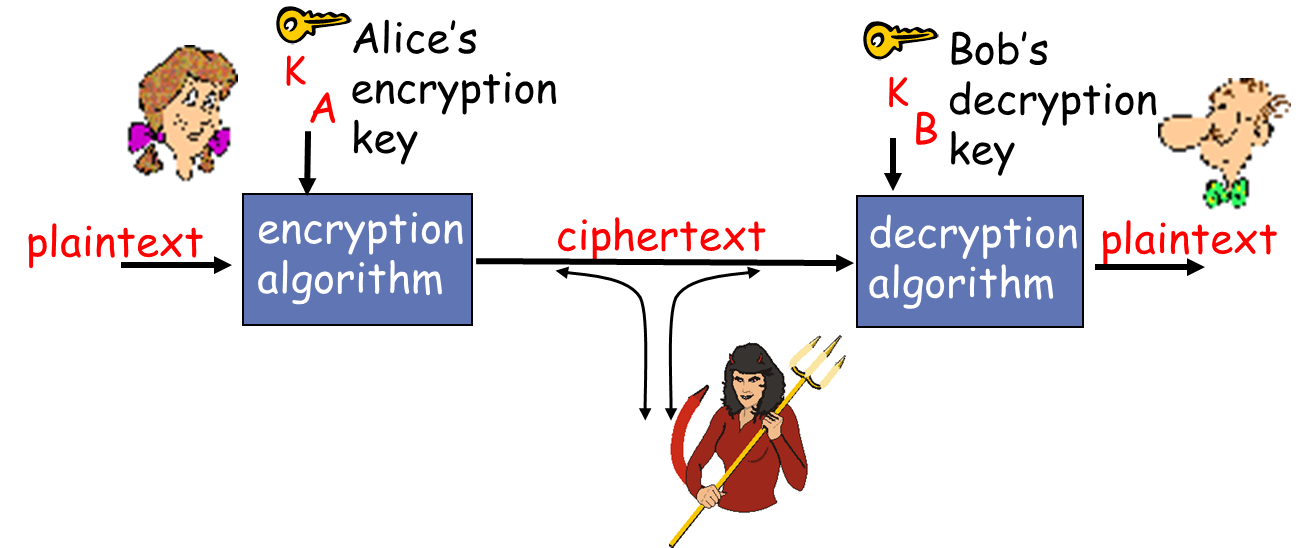 Alice's
encryption
key
K
A
Bob's
decryption
key
K
B
plaintext
encryption
algorithm
ciphertext
decryption
algorithm
plaintext